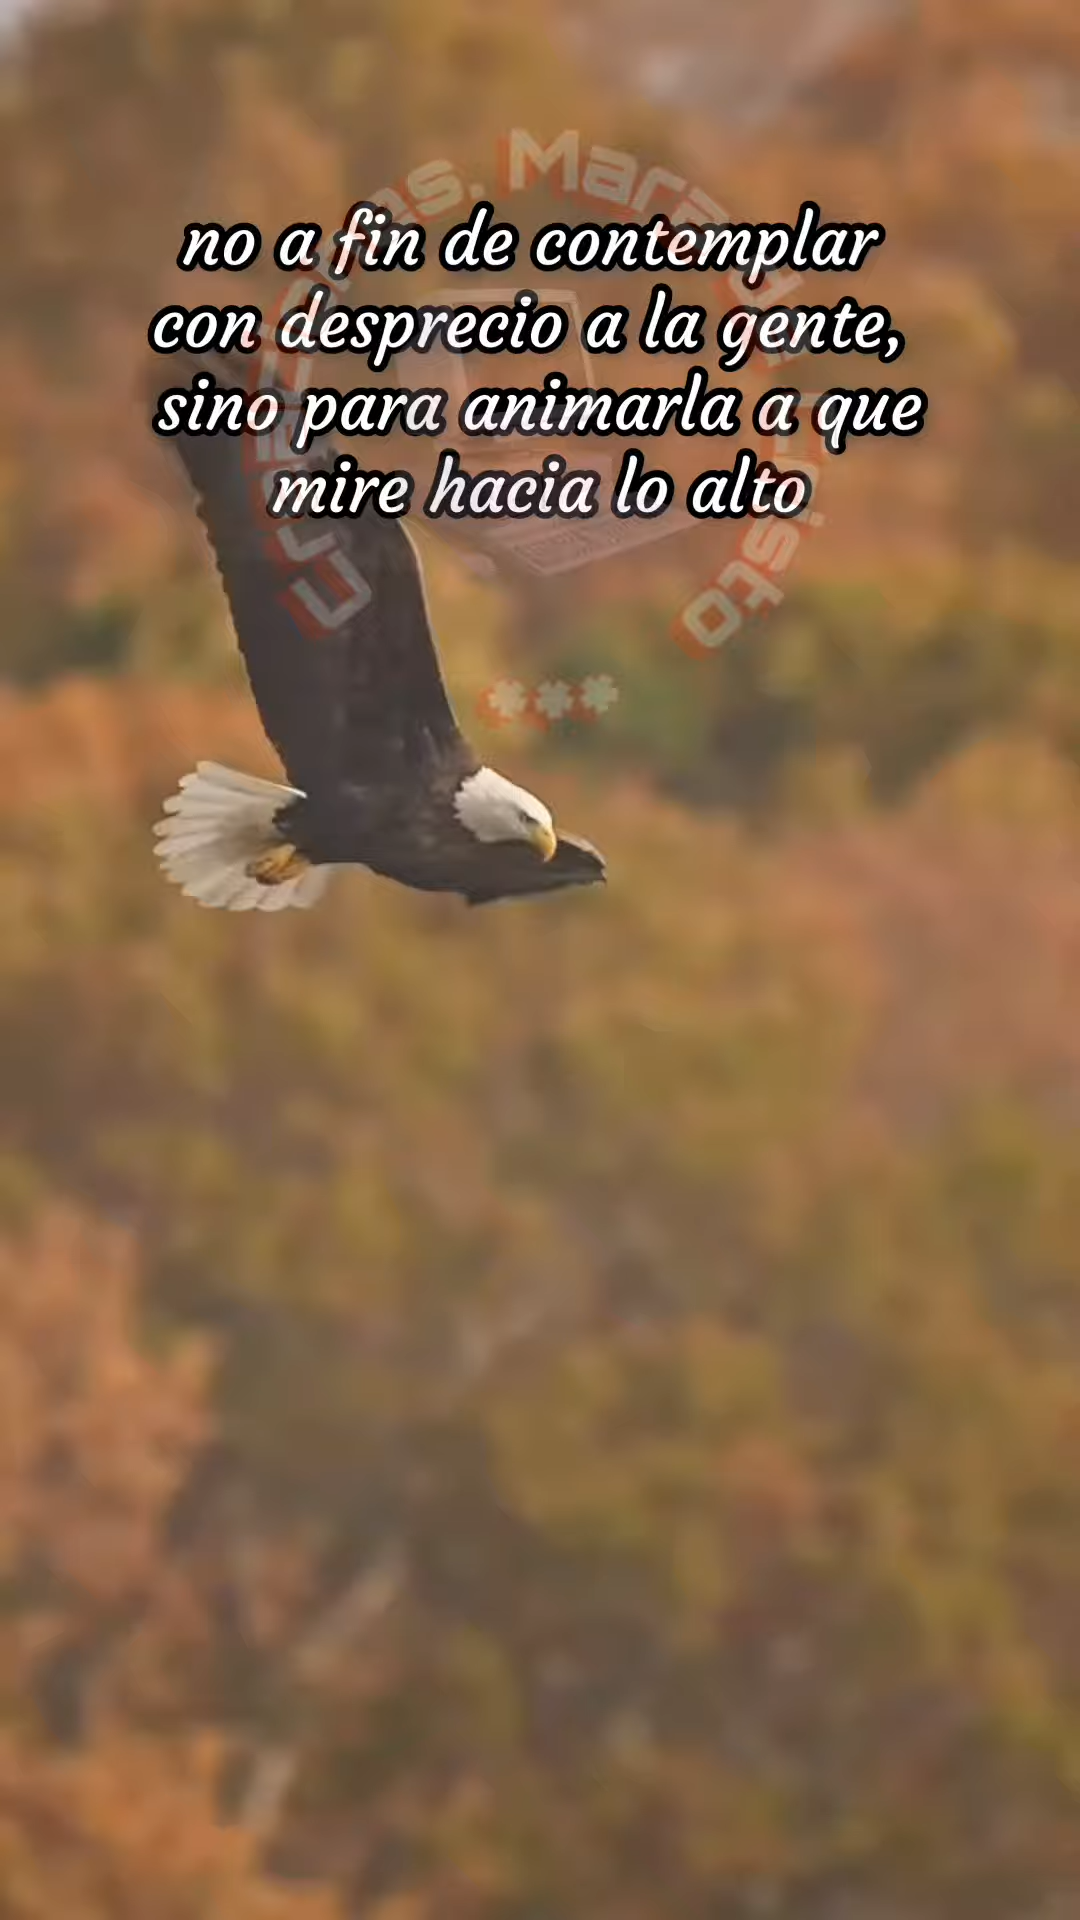 no a fin de contemplar
con desprecio a la gente,
sino para animarla a que
mire hacia lo alto